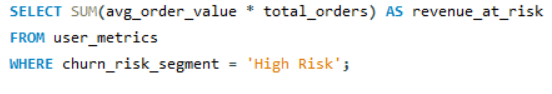 SELECT SUM(avg_order_value * total_orders) AS revenue_at_risk
FROM user_metrics
WHERE churn_risk_segment = 'High Risk';